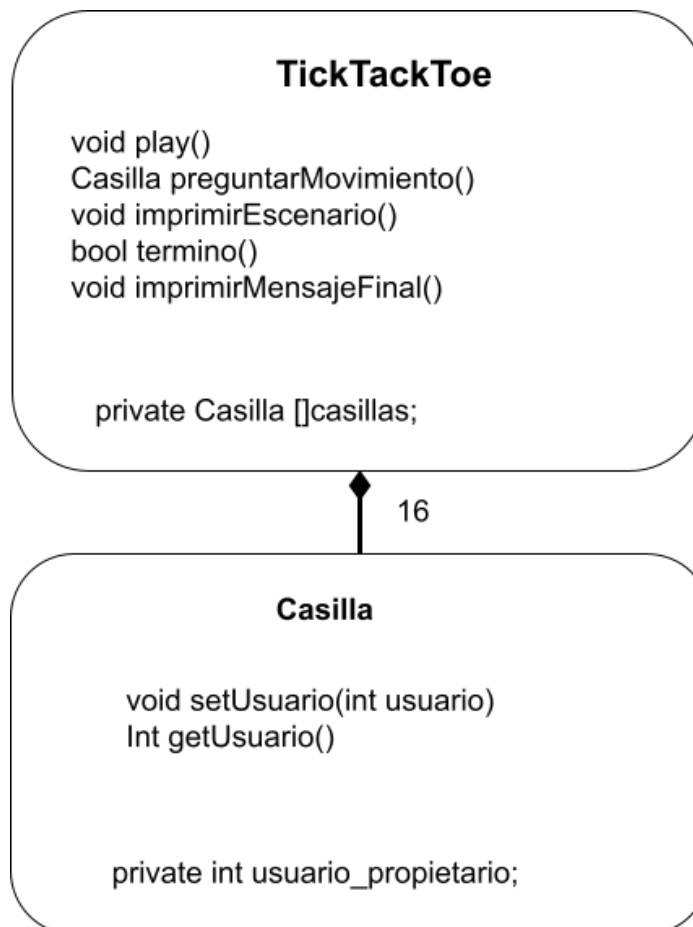 TickTackToe
void play()
Casilla preguntarMovimiento()
void imprimirEscenario()
bool termino()
void imprimirMensajeFinal()
private Casilla []casillas;
16
Casilla
void setUsuario(int usuario)
Int getUsuario()
private int usuario_propietario;